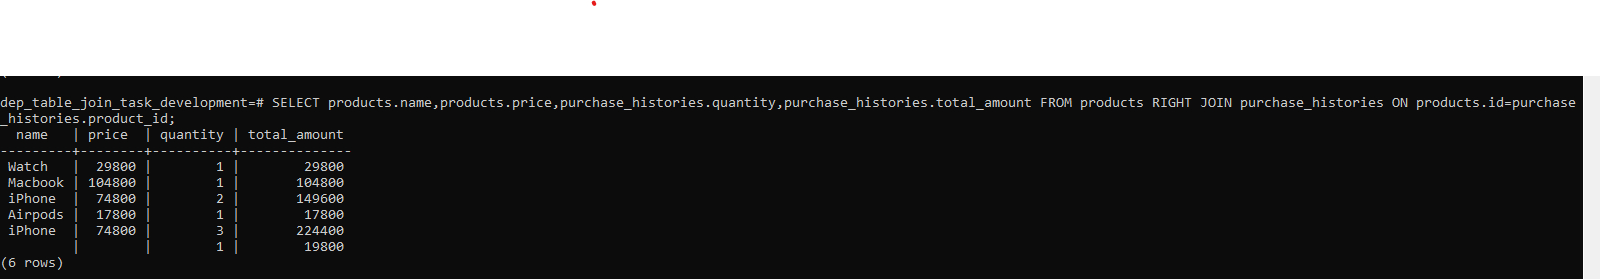 dep_table_join_task_development=# SELECT products.name,products.price,purchase_histories.quantity,purchase_histories.total_amount FROM products RIGHT JOIN purchase_histories ON products.id=purchase
_histories.product_id;
  name   | price  | quantity | total_amount
---------+--------+----------+--------------
 Watch   |  29800 |        1 |        29800
 Macbook | 104800 |        1 |       104800
 iPhone  |  74800 |        2 |       149600
 Airpods |  17800 |        1 |        17800
 iPhone  |  74800 |        3 |       224400
         |        |        1 |        19800
(6 rows)